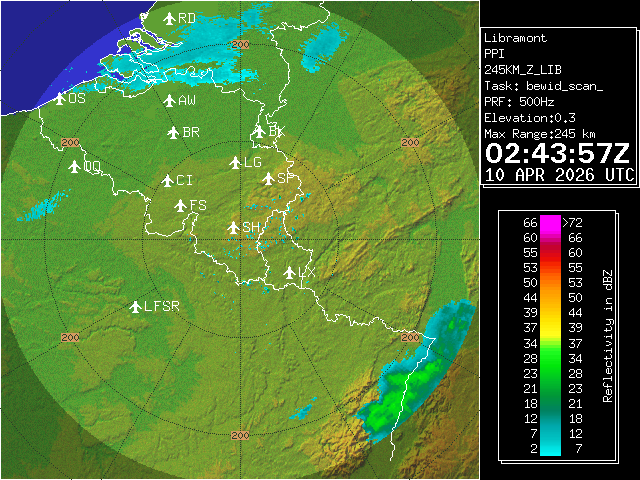 RD
200
OS
AW
BR
BK
200
200
LG
CI
SP
FS
SH
LX
LFSR
200
200
200
Libramont
PPI
245KM_Z_LIB
Task: bewid_scan_
PRF: 500Hz
Elevation:0.3
Max Range:245 km
02:43:57Z
10 APR 2026 UTC
66 >72
60 66
55 60
53 55
50 53
44 50
39 44
37 39
34 37
28 34
23 28
21 23
18 21
12 18
7 12
2 7
Reflectivity in dBZ